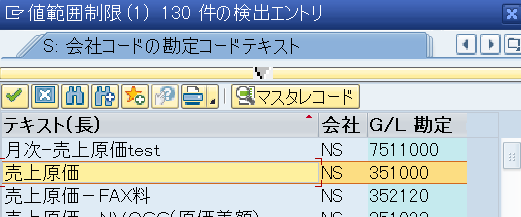 値範囲制限 (1) 130 件の検出エントリ
S: 会社コードの勘定コードテキスト
マスタレコード
テキスト(長) 会社 G/L 勘定
月次-売上原価test NS 7511000
売上原価 NS 351000
売上原価－FAX料 NS 352120